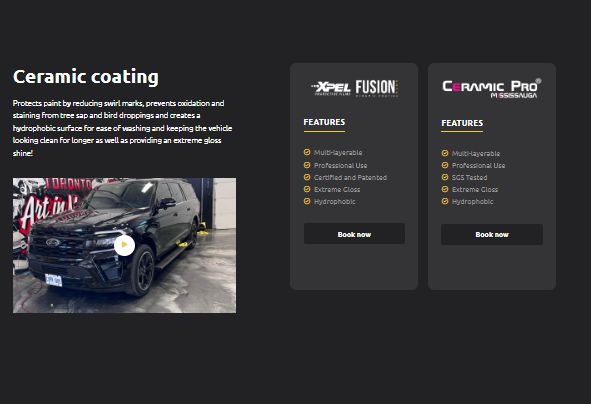 Ceramic coating
Protects paint by reducing swirl marks, prevents oxidation and
staining from tree sap and bird droppings and creates a
hydrophobic surface for ease of washing and keeping the vehicle
looking clean for longer as well as providing an extreme gloss
shine!
TORONTO
Art in
XPEL FUSION
PROTECTIVE FILMS CERAMIC COATING
FEATURES
Multi-layerable
Professional Use
Certified and Patented
Extreme Gloss
Hydrophobic
Book now
CERAMIC PRO®
MISSISSAUGA
FEATURES
Multi-layerable
Professional Use
SGS Tested
Extreme Gloss
Hydrophobic
Book now